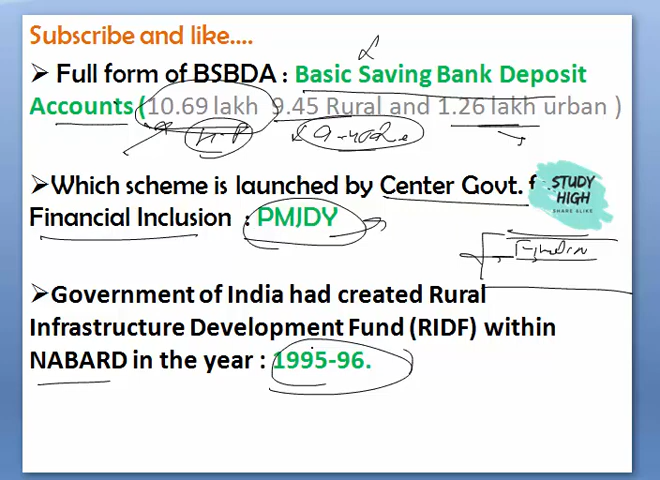 Subscribe and like....
➢ Full form of BSBDA : Basic Saving Bank Deposit
Accounts (10.69 lakh 9.45 Rural and 1.26 lakh urban )
H.P
➢Which scheme is launched by Center Govt. f
STUDY
HIGH
SHARE &LIKE
Financial Inclusion : PMJDY
➢Government of India had created Rural
Infrastructure Development Fund (RIDF) within
NABARD in the year : 1995-96.